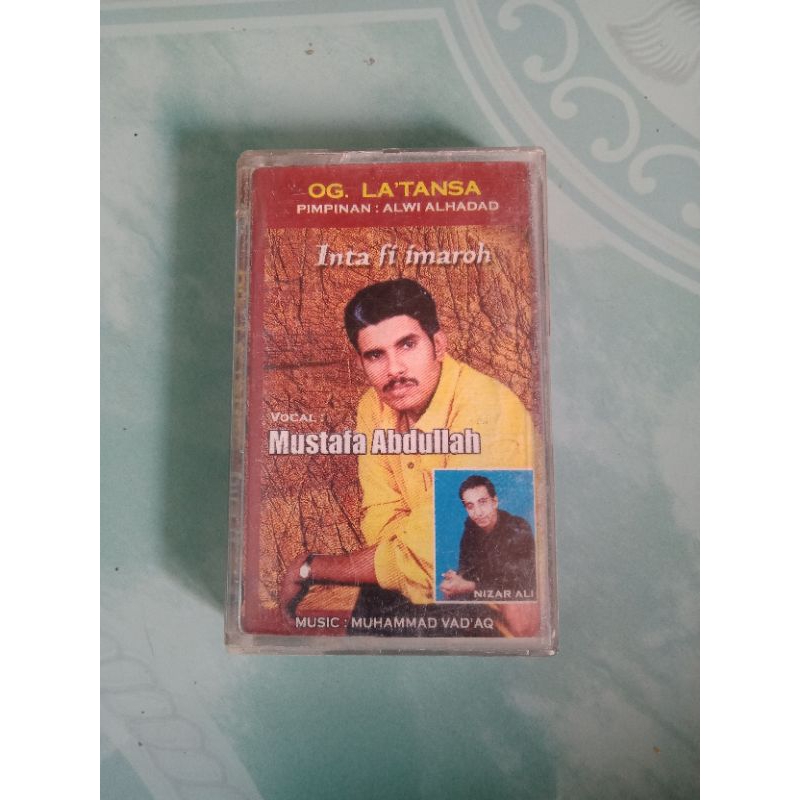 OG. LA'TANSA
PIMPINAN : ALWI ALHADAD
Inta fi imaroh
VOCAL :
Mustafa Abdullah
NIZAR ALI
MUSIC : MUHAMMAD VAD'AQ